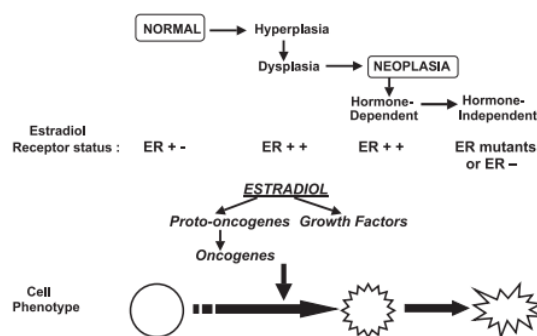 NORMAL Hyperplasia
Dysplasia NEOPLASIA
Hormone- Hormone-
Dependent Independent
Estradiol
Receptor status : ER + - ER + + ER + + ER mutants
or ER –
ESTRADIOL
Proto-oncogenes Growth Factors
Oncogenes
Cell
Phenotype